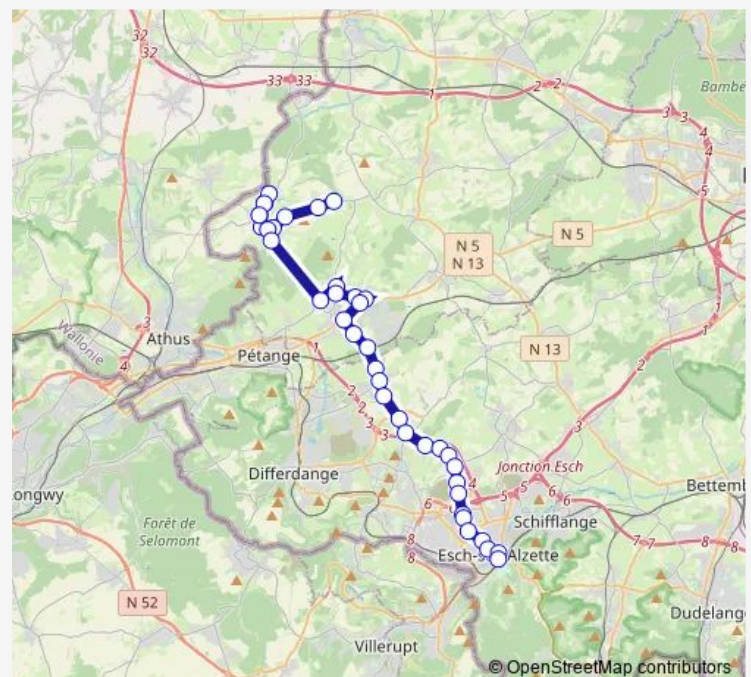 32
32
33
33
1
2
2
3
3
4
4
5
Bambe
N 5
N 13
N 5
2
1
1
Wallonie
3
Athus
4
Pétange
1
N 13
2
2
3
3
2
3
Differdange
Jonction Esch
4
5
5
6
6
6
Bettemb
ongwy
Forêt de
Selomont
Schifflange
8
8
Esch-s
Alzette
7
7
8
8
N 52
Dudelang
Villerupt
© OpenStreetMap contributors